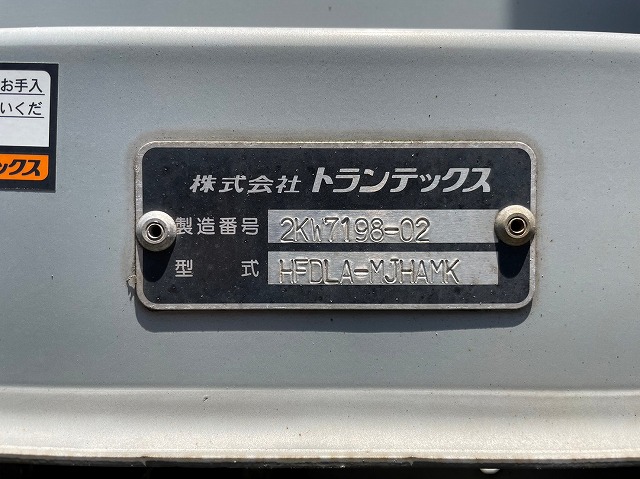 お手入
いくだ
ックス
株式会社 トランテックス
製造番号 2KW7198-02
型 式 HFDLA-MJHAMK